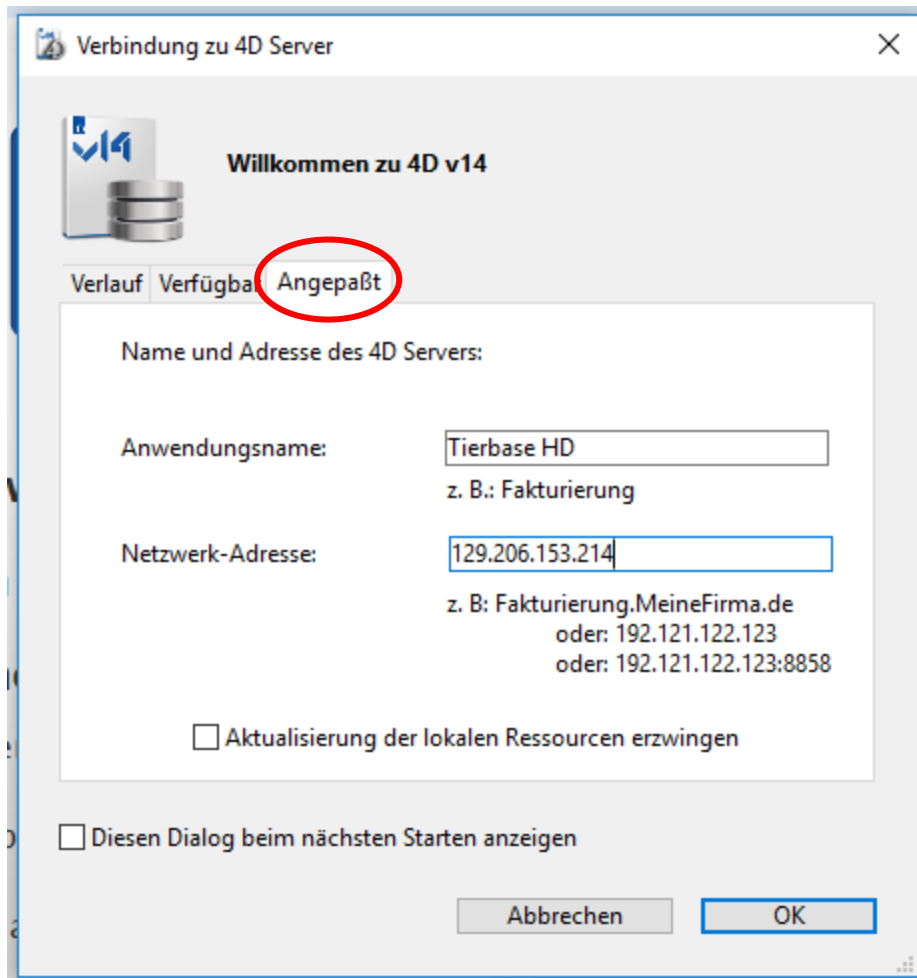 Verbindung zu 4D Server
v14
Willkommen zu 4D v14
Verlauf Verfügbar Angepaßt
Name und Adresse des 4D Servers:
Anwendungsname: Tierbase HD
z. B.: Fakturierung
Netzwerk-Adresse: 129.206.153.214
z. B: Fakturierung.MeineFirma.de
oder: 192.121.122.123
oder: 192.121.122.123:8858
Aktualisierung der lokalen Ressourcen erzwingen
Diesen Dialog beim nächsten Starten anzeigen
Abbrechen OK